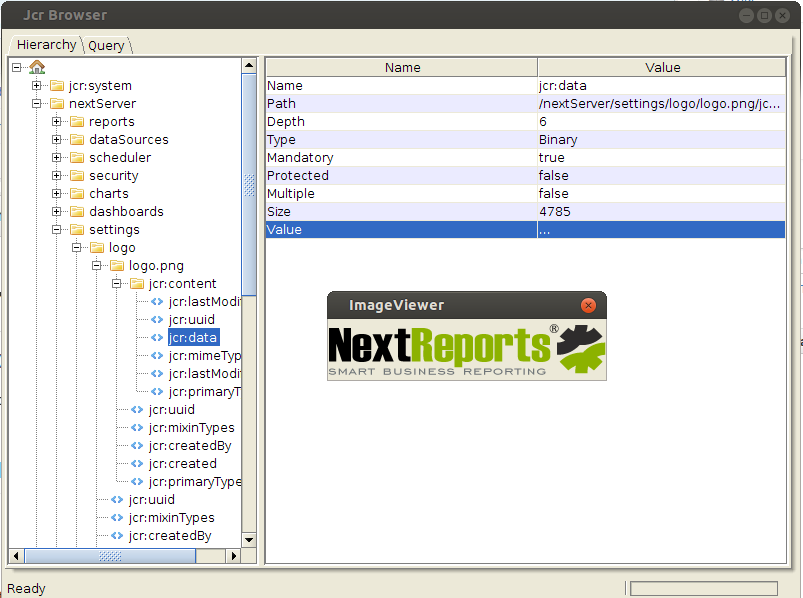 Jcr Browser
Hierarchy Query
jcr:system
nextServer
reports
dataSources
scheduler
security
charts
dashboards
settings
logo
logo.png
jcr:content
jcr:lastModif
jcr:uuid
jcr:data
jcr:mimeTyp
jcr:lastModif
jcr:primaryT
jcr:uuid
jcr:mixinTypes
jcr:createdBy
jcr:created
jcr:primaryType
jcr:uuid
jcr:mixinTypes
jcr:createdBy
Name Value
Name jcr:data
Path /nextServer/settings/logo/logo.png/jc...
Depth 6
Type Binary
Mandatory true
Protected false
Multiple false
Size 4785
Value ...
ImageViewer
NextReports®
SMART BUSINESS REPORTING
Ready